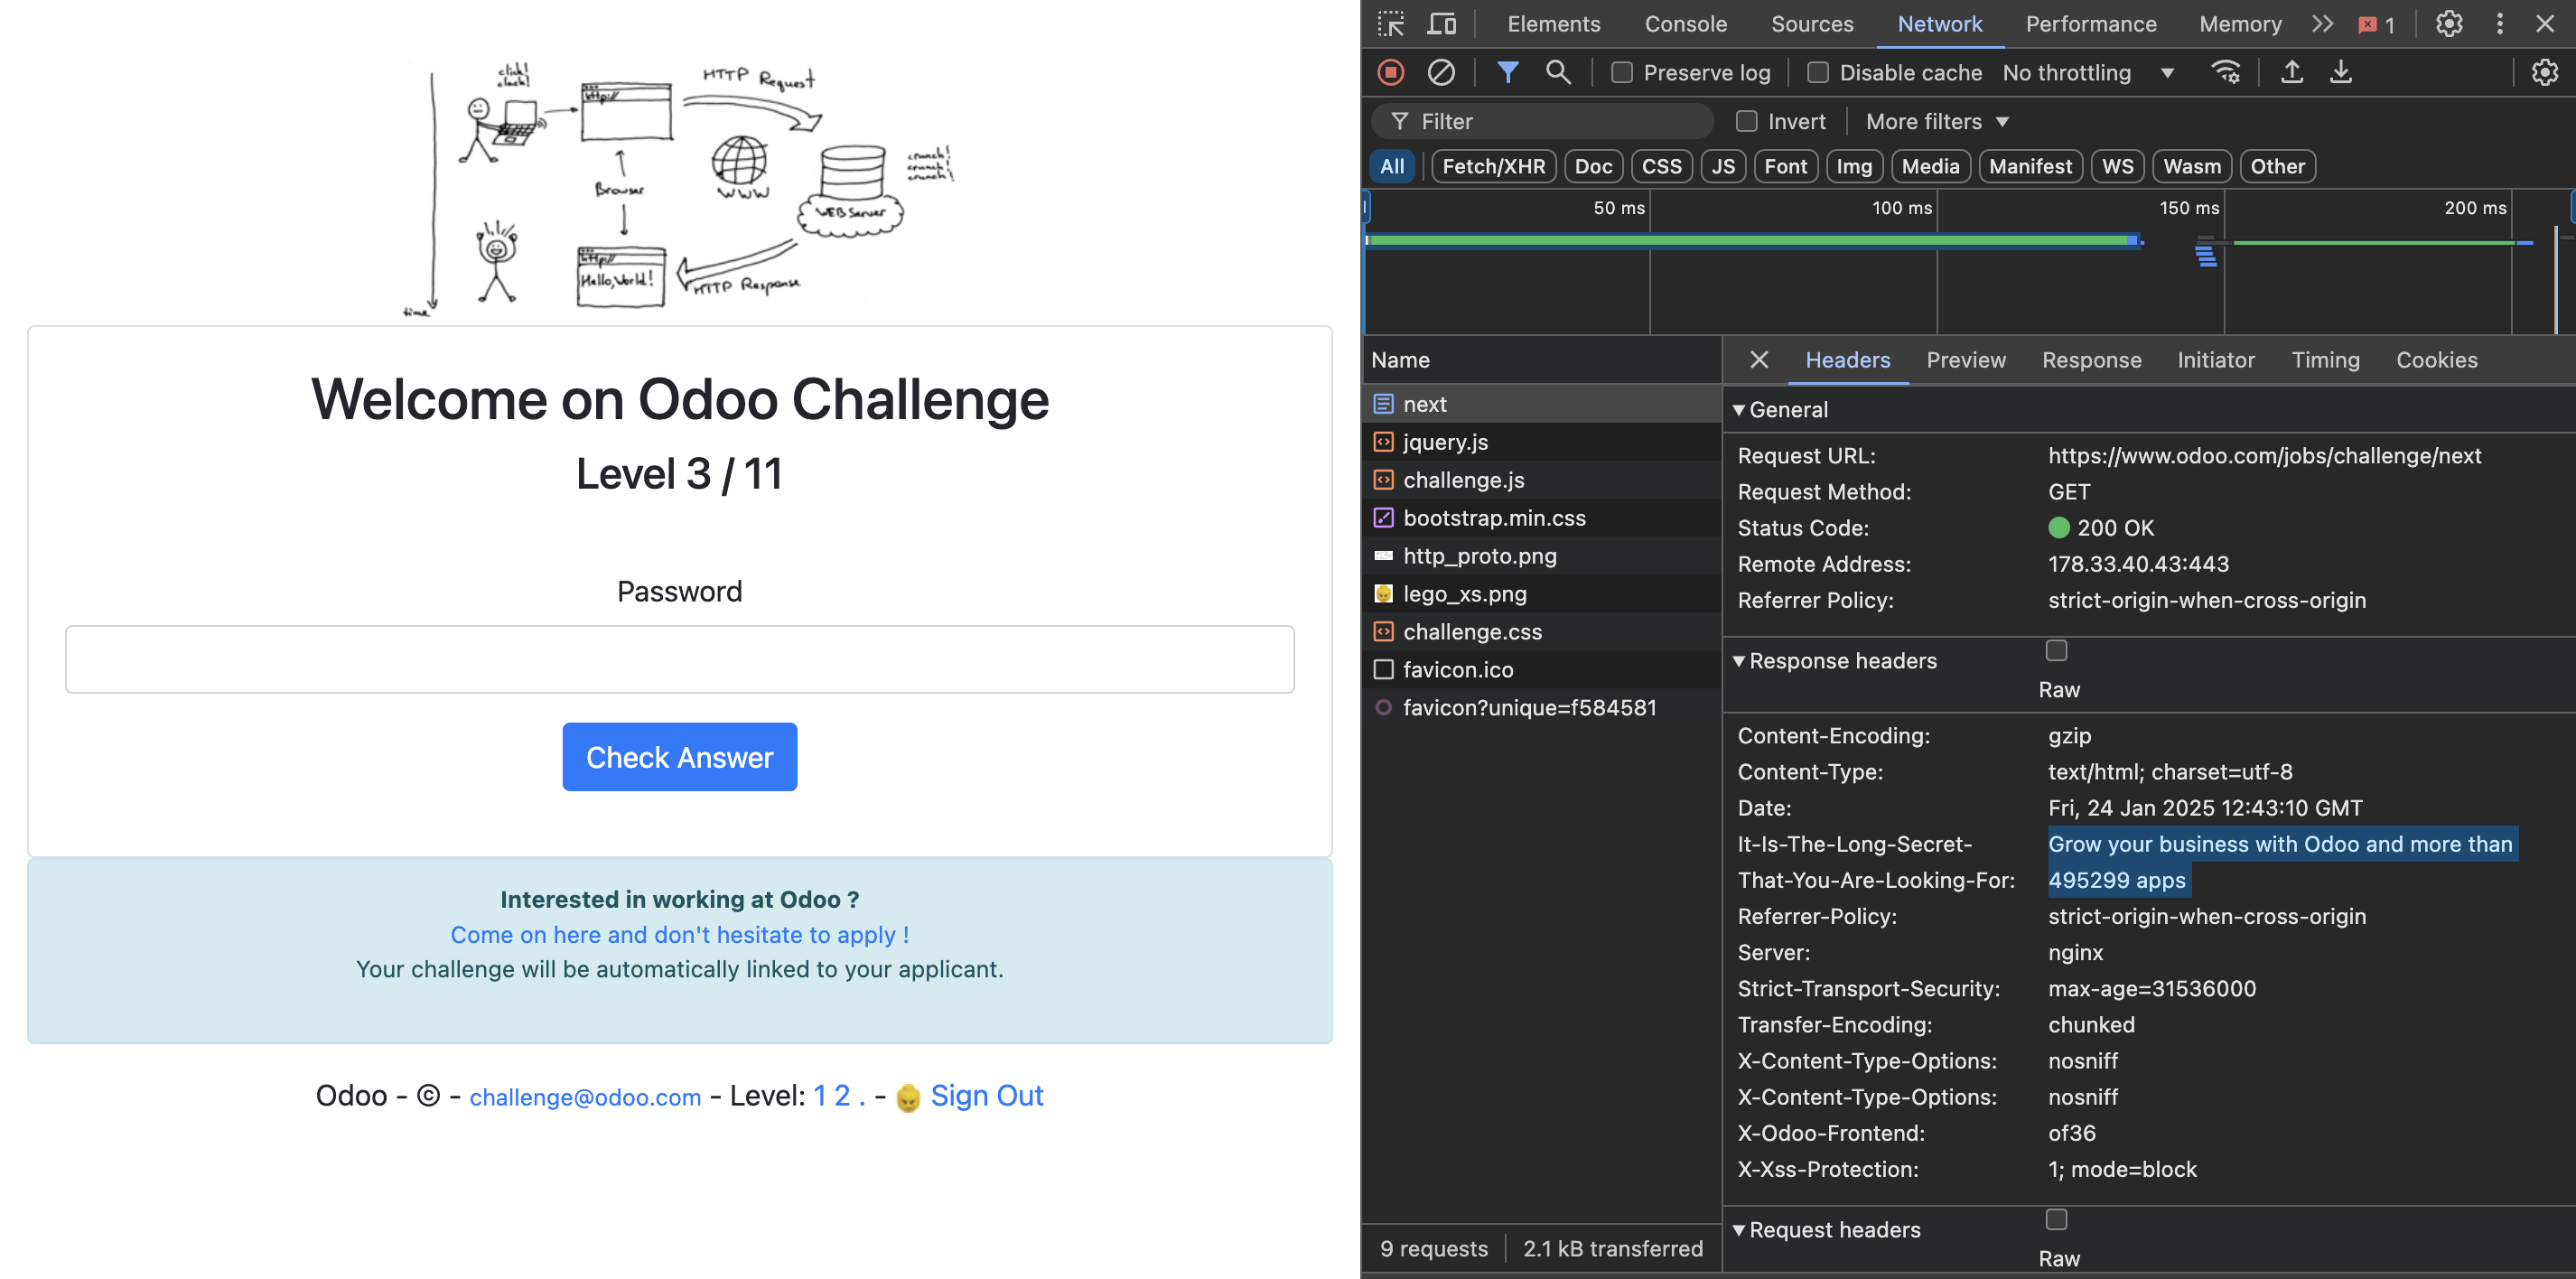 click!
clack!
HTTP Request
http://
Browser
WWW
crunch!
crunch!
crunch!
WEB Server
http://
Hello, World!
HTTP Response
time
Welcome on Odoo Challenge
Level 3 / 11
Password
Check Answer
Interested in working at Odoo ?
Come on here and don't hesitate to apply !
Your challenge will be automatically linked to your applicant.
Odoo - © - challenge@odoo.com - Level: 1 2 . - Sign Out
Elements Console Sources Network Performance Memory 1
Preserve log Disable cache No throttling
Filter Invert More filters
All Fetch/XHR Doc CSS JS Font Img Media Manifest WS Wasm Other
50 ms 100 ms 150 ms 200 ms
Name
next
jquery.js
challenge.js
bootstrap.min.css
http_proto.png
lego_xs.png
challenge.css
favicon.ico
favicon?unique=f584581
9 requests 2.1 kB transferred
Headers Preview Response Initiator Timing Cookies
General
Request URL: https://www.odoo.com/jobs/challenge/next
Request Method: GET
Status Code: 200 OK
Remote Address: 178.33.40.43:443
Referrer Policy: strict-origin-when-cross-origin
Response headers
Raw
Content-Encoding: gzip
Content-Type: text/html; charset=utf-8
Date: Fri, 24 Jan 2025 12:43:10 GMT
It-Is-The-Long-Secret- Grow your business with Odoo and more than
That-You-Are-Looking-For: 495299 apps
Referrer-Policy: strict-origin-when-cross-origin
Server: nginx
Strict-Transport-Security: max-age=31536000
Transfer-Encoding: chunked
X-Content-Type-Options: nosniff
X-Content-Type-Options: nosniff
X-Odoo-Frontend: of36
X-Xss-Protection: 1; mode=block
Request headers
Raw